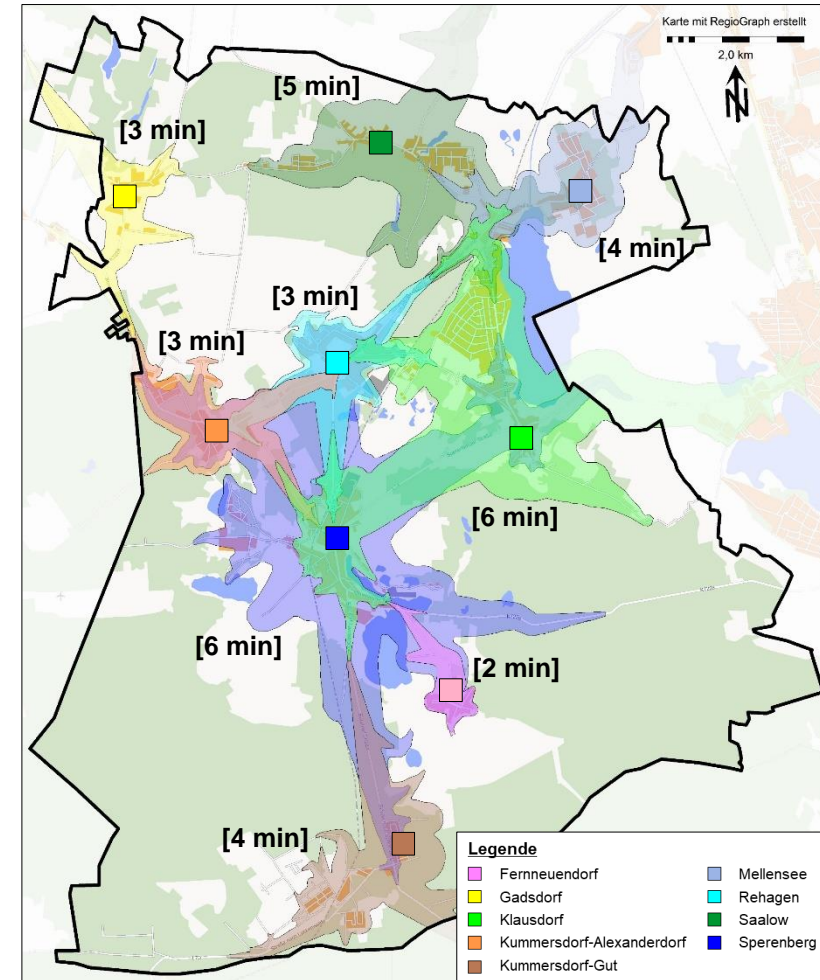 Karte mit RegioGraph erstellt
2,0 km
N
[5 min]
[3 min]
[4 min]
[3 min]
[3 min]
[6 min]
[6 min]
[2 min]
[4 min]
Legende
Fernneuendorf
Gadsdorf
Klausdorf
Kummersdorf-Alexanderdorf
Kummersdorf-Gut
Mellensee
Rehagen
Saalow
Sperenberg